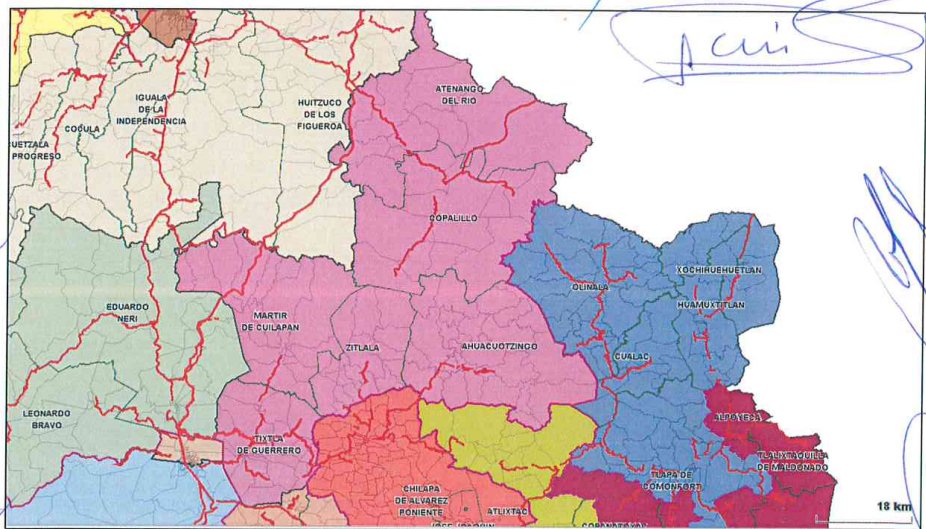 ATENANGO
DEL RIO
IGUALA
DE LA
INDEPENDENCIA
HUITZUCO
DE LOS
FIGUEROA
COCULA
UETZALA
PROGRESO
COPALILLO
XOCHIHUEHUETLAN
OLINALA
HUAMUXTITLAN
EDUARDO
NERI
MARTIR
DE CUILAPAN
ZITLALA
AHUACUOTZINGO
CUALAC
LEONARDO
BRAVO
ALPOYECA
TIXTLA
DE GUERRERO
TLALIXTAQUILLA
DE MALDONADO
TLAPA DE
COMONFORT
CHILAPA
DE ALVAREZ
PONIENTE
ATLIXTAC
18 km
JOSE JOAQUIN